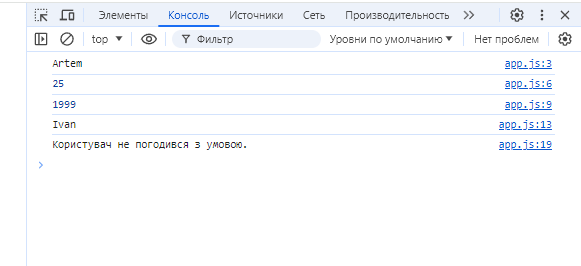 Элементы Консоль Источники Сеть Производительность
top Фильтр Уровни по умолчанию Нет проблем
Artem app.js:3
25 app.js:6
1999 app.js:9
Ivan app.js:13
Користувач не погодився з умовою. app.js:19